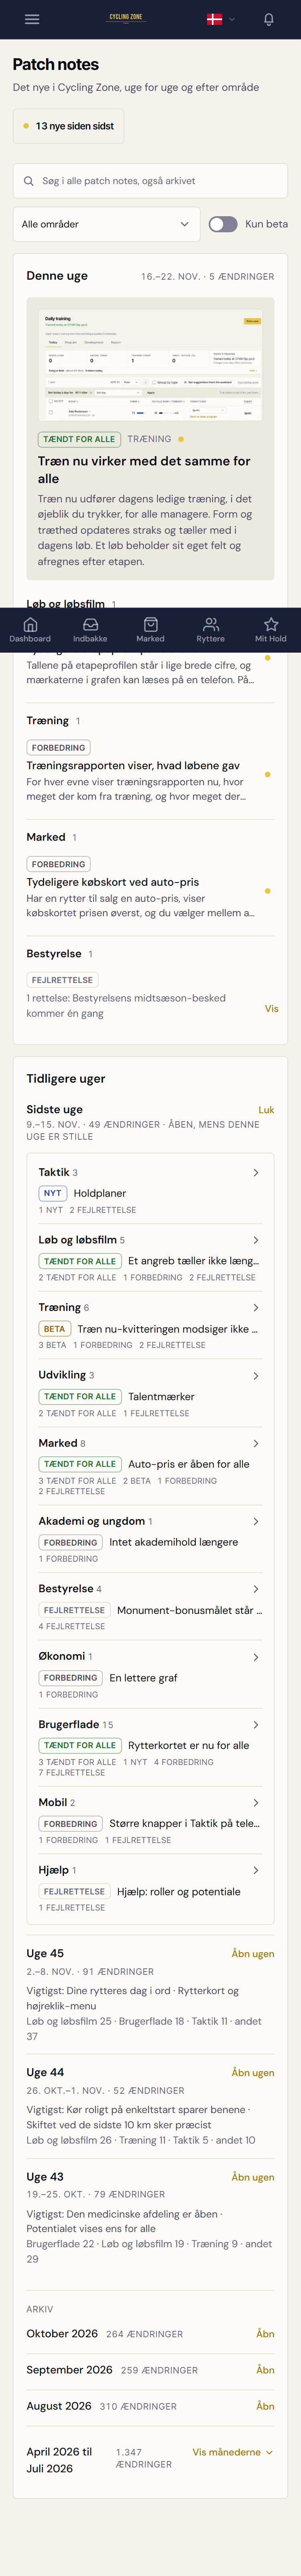 CYCLING ZONE
Patch notes
Det nye i Cycling Zone, uge for uge og efter område
13 nye siden sidst
Søg i alle patch notes, også arkivet
Alle områder
Kun beta
Denne uge
16.–22. NOV. · 5 ÆNDRINGER
Daily training
Today
Progress
Development
Report
TÆNDT FOR ALLE
TRÆNING
Træn nu virker med det samme for
alle
Træn nu udfører dagens ledige træning, i det
øjeblik du trykker, for alle managere. Form og
træthed opdateres straks og tæller med i
dagens løb. Et løb beholder sit eget felt og
afregnes efter etapen.
Løb og løbsfilm 1
Dashboard
Indbakke
Marked
Ryttere
Mit Hold
Tallene på etapeprofilen står i lige brede cifre, og
mærkaterne i grafen kan læses på en telefon. På…
Træning 1
FORBEDRING
Træningsrapporten viser, hvad løbene gav
For hver evne viser træningsrapporten nu, hvor
meget der kom fra træning, og hvor meget der…
Marked 1
FORBEDRING
Tydeligere købskort ved auto-pris
Har en rytter til salg en auto-pris, viser
købskortet prisen øverst, og du vælger mellem a…
Bestyrelse 1
FEJLRETTELSE
1 rettelse: Bestyrelsens midtsæson-besked
kommer én gang
Vis
Tidligere uger
Sidste uge
Luk
9.–15. NOV. · 49 ÆNDRINGER · ÅBEN, MENS DENNE
UGE ER STILLE
Taktik 3
NYT Holdplaner
1 NYT 2 FEJLRETTELSE
Løb og løbsfilm 5
TÆNDT FOR ALLE Et angreb tæller ikke læng…
2 TÆNDT FOR ALLE 1 FORBEDRING 2 FEJLRETTELSE
Træning 6
BETA Træn nu-kvitteringen modsiger ikke …
3 BETA 1 FORBEDRING 2 FEJLRETTELSE
Udvikling 3
TÆNDT FOR ALLE Talentmærker
2 TÆNDT FOR ALLE 1 FEJLRETTELSE
Marked 8
TÆNDT FOR ALLE Auto-pris er åben for alle
3 TÆNDT FOR ALLE 2 BETA 1 FORBEDRING
2 FEJLRETTELSE
Akademi og ungdom 1
FORBEDRING Intet akademihold længere
1 FORBEDRING
Bestyrelse 4
FEJLRETTELSE Monument-bonusmålet står …
4 FEJLRETTELSE
Økonomi 1
FORBEDRING En lettere graf
1 FORBEDRING
Brugerflade 15
TÆNDT FOR ALLE Rytterkortet er nu for alle
3 TÆNDT FOR ALLE 1 NYT 4 FORBEDRING
7 FEJLRETTELSE
Mobil 2
FORBEDRING Større knapper i Taktik på tele…
1 FORBEDRING 1 FEJLRETTELSE
Hjælp 1
FEJLRETTELSE Hjælp: roller og potentiale
1 FEJLRETTELSE
Uge 45
Åbn ugen
2.–8. NOV. · 91 ÆNDRINGER
Vigtigst: Dine rytteres dag i ord · Rytterkort og
højreklik-menu
Løb og løbsfilm 25 · Brugerflade 18 · Taktik 11 · andet
37
Uge 44
Åbn ugen
26. OKT.–1. NOV. · 52 ÆNDRINGER
Vigtigst: Kør roligt på enkeltstart sparer benene ·
Skiftet ved de sidste 10 km sker præcist
Løb og løbsfilm 26 · Træning 11 · Taktik 5 · andet 10
Uge 43
Åbn ugen
19.–25. OKT. · 79 ÆNDRINGER
Vigtigst: Den medicinske afdeling er åben ·
Potentialet vises ens for alle
Brugerflade 22 · Løb og løbsfilm 19 · Træning 9 · andet
29
ARKIV
Oktober 2026 264 ÆNDRINGER Åbn
September 2026 259 ÆNDRINGER Åbn
August 2026 310 ÆNDRINGER Åbn
April 2026 til
Juli 2026
1.347
ÆNDRINGER
Vis månederne